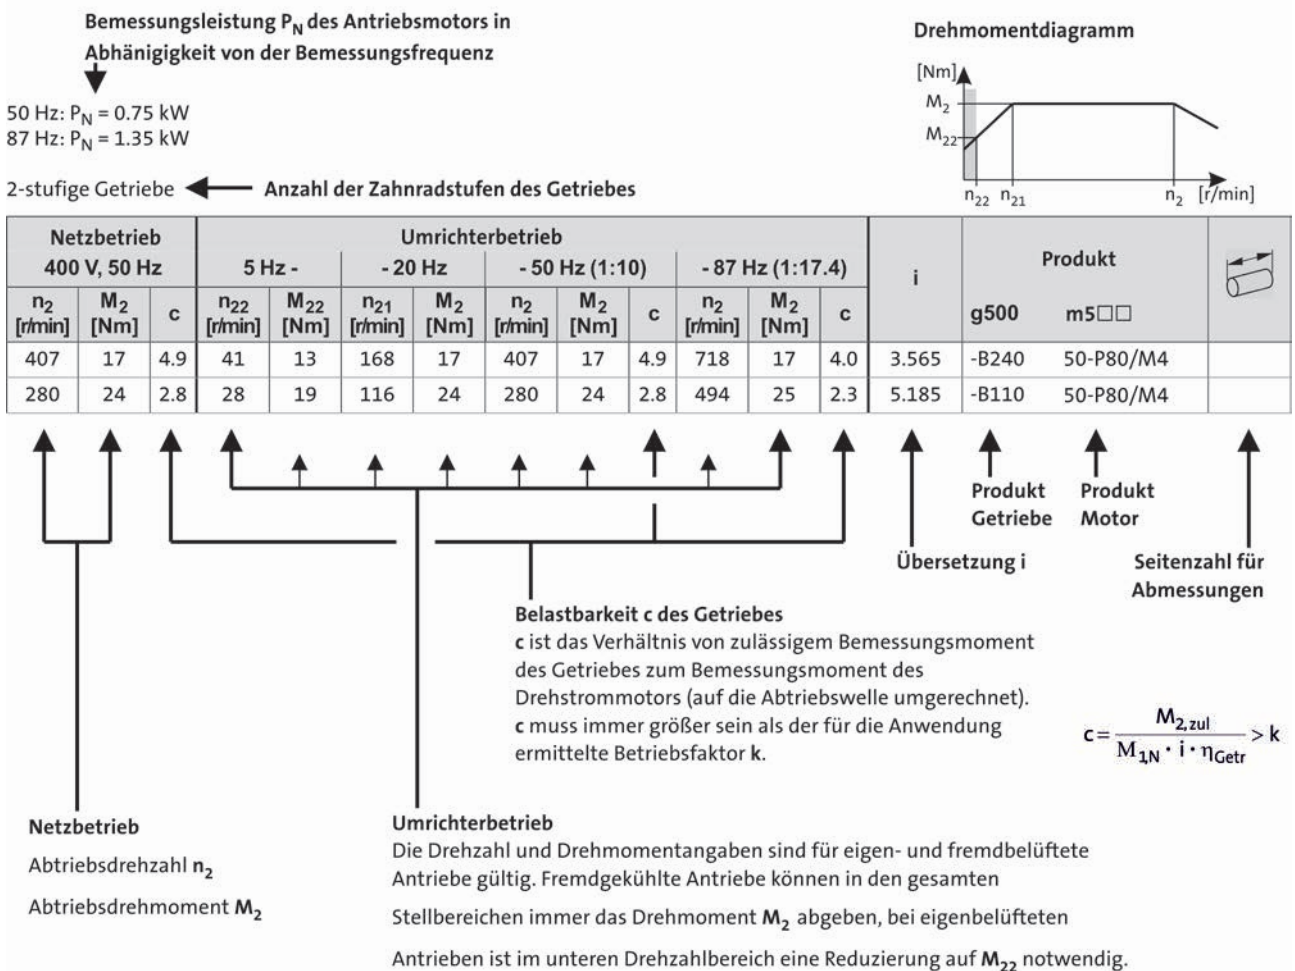 Bemessungsleistung PN des Antriebsmotors in
Abhänigigkeit von der Bemessungsfrequenz
50 Hz: PN = 0.75 kW
87 Hz: PN = 1.35 kW
2-stufige Getriebe
Anzahl der Zahnradstufen des Getriebes
Drehmomentdiagramm
[Nm]
M2
M22
n22 n21 n2 [r/min]
Netzbetrieb Umrichterbetrieb i Produkt
400 V, 50 Hz 5 Hz - - 20 Hz - 50 Hz (1:10) - 87 Hz (1:17.4)
n2 M2 c n22 M22 n21 M2 n2 M2 c n2 M2 c g500 m5□□
[r/min] [Nm] [r/min] [Nm] [r/min] [Nm] [r/min] [Nm] [r/min] [Nm]
407 17 4.9 41 13 168 17 407 17 4.9 718 17 4.0 3.565 -B240 50-P80/M4
280 24 2.8 28 19 116 24 280 24 2.8 494 25 2.3 5.185 -B110 50-P80/M4
Produkt Produkt
Getriebe Motor
Übersetzung i
Seitenzahl für
Abmessungen
Belastbarkeit c des Getriebes
c ist das Verhältnis von zulässigem Bemessungsmoment
des Getriebes zum Bemessungsmoment des
Drehstrommotors (auf die Abtriebswelle umgerechnet).
c muss immer größer sein als der für die Anwendung
ermittelte Betriebsfaktor k.
c = M2,zul / (M1,N · i · ηGetr) > k
Netzbetrieb
Abtriebsdrehzahl n2
Abtriebsdrehmoment M2
Umrichterbetrieb
Die Drehzahl und Drehmomentangaben sind für eigen- und fremdbelüftete
Antriebe gültig. Fremdgekühlte Antriebe können in den gesamten
Stellbereichen immer das Drehmoment M2 abgeben, bei eigenbelüfteten
Antrieben ist im unteren Drehzahlbereich eine Reduzierung auf M22 notwendig.